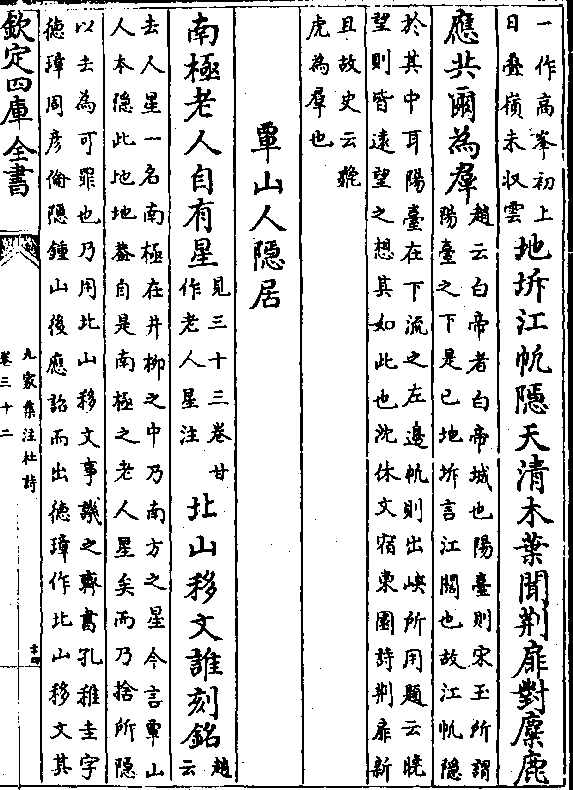 一作高峯初上
日疊嶺未収雲地坼江帆隱天清木葉聞荆扉對麋鹿
應共爾為羣趙云白帝者白帝城也陽臺則宋玉所謂
陽臺之下是已地坼言江闊也故江帆隱
於其中耳陽臺在下流之左邊帆則出峽所用題云曉
望則皆遠望之想其如此也沈休文宿東園詩荆扉新
且故史云麑
虎為羣也
覃山人隱居
南極老人自有星見三十三卷甘
作老人星注北山移文誰刻銘趙
云
去人星一名南極在井柳之中乃南方之星今言覃山
人本隱此地地蓋自是南極之老人星矣而乃捨所隱
以去為可罪也乃用北山移文事譏之齊書孔稚圭字
德璋周彦倫隱鍾山後應詔而出德璋作北山移文其
欽定四庫全書
九家集注杜詩
卷三十二
十四